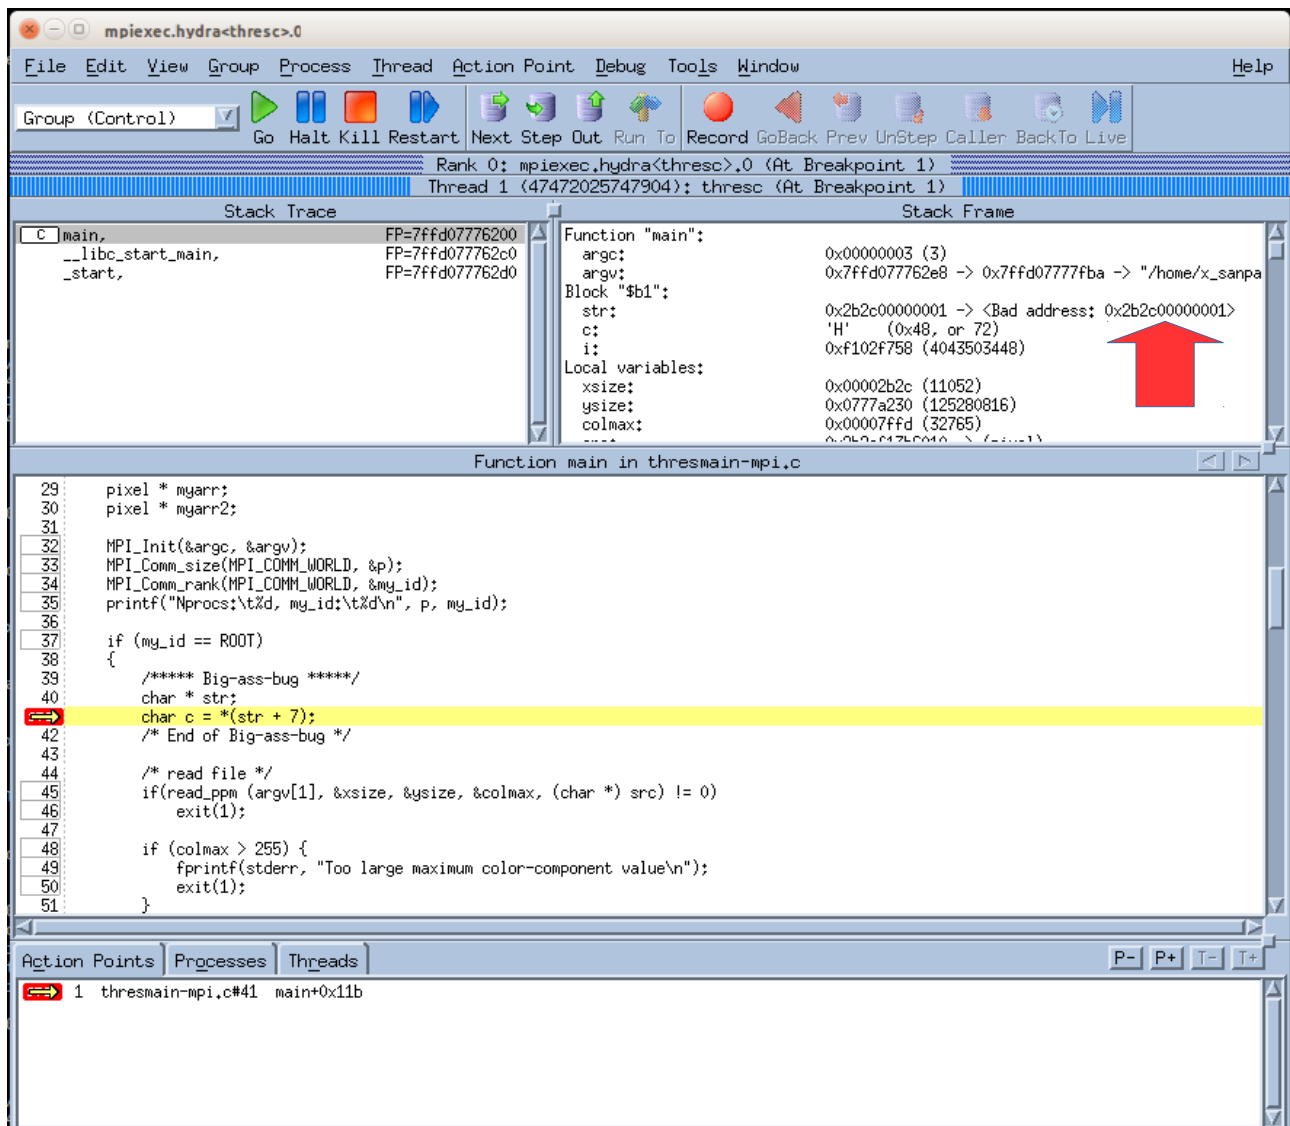 mpiexec.hydra<thresc>.0
File Edit View Group Process Thread Action Point Debug Tools Window Help
Group (Control)
Go Halt Kill Restart Next Step Out Run To Record GoBack Prev UnStep Caller BackTo Live
Rank 0: mpiexec.hydra<thresc>.0 (At Breakpoint 1)
Thread 1 (47472025747904): thresc (At Breakpoint 1)
Stack Trace
C main, FP=7ffd07776200
__libc_start_main, FP=7ffd077762c0
_start, FP=7ffd077762d0
Stack Frame
Function "main":
argc: 0x00000003 (3)
argv: 0x7ffd077762e8 -> 0x7ffd07777fba -> "/home/x_sanpa
Block "$b1":
str: 0x2b2c00000001 -> <Bad address: 0x2b2c00000001>
c: 'H' (0x48, or 72)
i: 0xf102f758 (4043503448)
Local variables:
xsize: 0x00002b2c (11052)
ysize: 0x0777a230 (125280816)
colmax: 0x00007ffd (32765)
Function main in thresmain-mpi.c
29 pixel * myarr;
30 pixel * myarr2;
31
32 MPI_Init(&argc, &argv);
33 MPI_Comm_size(MPI_COMM_WORLD, &p);
34 MPI_Comm_rank(MPI_COMM_WORLD, &my_id);
35 printf("Nprocs:\t%d, my_id:\t%d\n", p, my_id);
36
37 if (my_id == ROOT)
38 {
39 /***** Big-ass-bug *****/
40 char * str;
char c = *(str + 7);
42 /* End of Big-ass-bug */
43
44 /* read file */
45 if(read_ppm (argv[1], &xsize, &ysize, &colmax, (char *) src) != 0)
46 exit(1);
47
48 if (colmax > 255) {
49 fprintf(stderr, "Too large maximum color-component value\n");
50 exit(1);
51 }
Action Points Processes Threads P- P+ T- T+
1 thresmain-mpi.c#41 main+0x11b